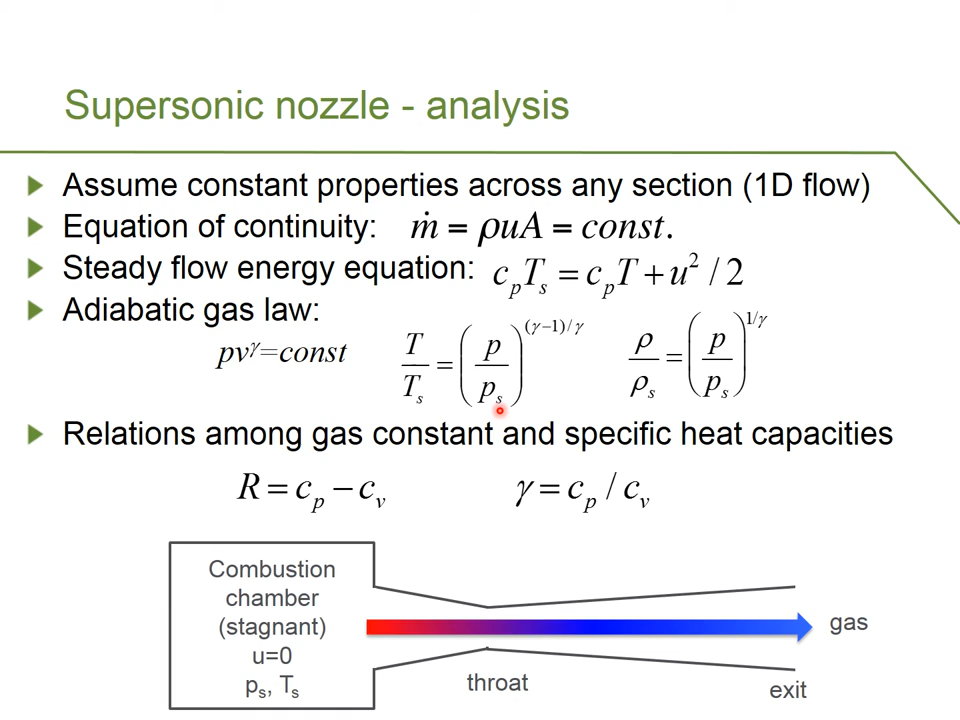 Supersonic nozzle - analysis
Assume constant properties across any section (1D flow)
Equation of continuity: ṁ = ρuA = const.
Steady flow energy equation: c_p T_s = c_p T + u² / 2
Adiabatic gas law:
pv^γ=const T/T_s = (p/p_s)^((γ−1)/γ) ρ/ρ_s = (p/p_s)^(1/γ)
Relations among gas constant and specific heat capacities
R = c_p − c_v γ = c_p / c_v
Combustion
chamber
(stagnant)
u=0
p_s, T_s
throat
exit
gas